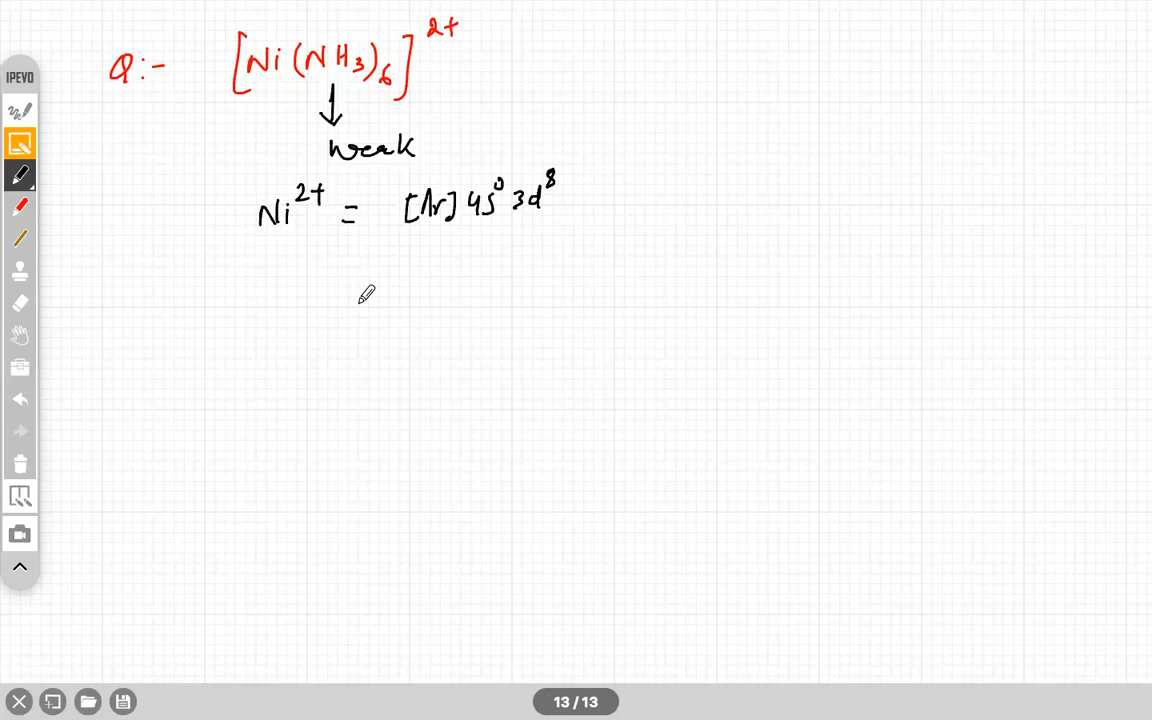 IPEVO
Q:- [Ni(NH₃)₆]²⁺
↓
weak
Ni²⁺ = [Ar] 4s⁰ 3d⁸
13/13